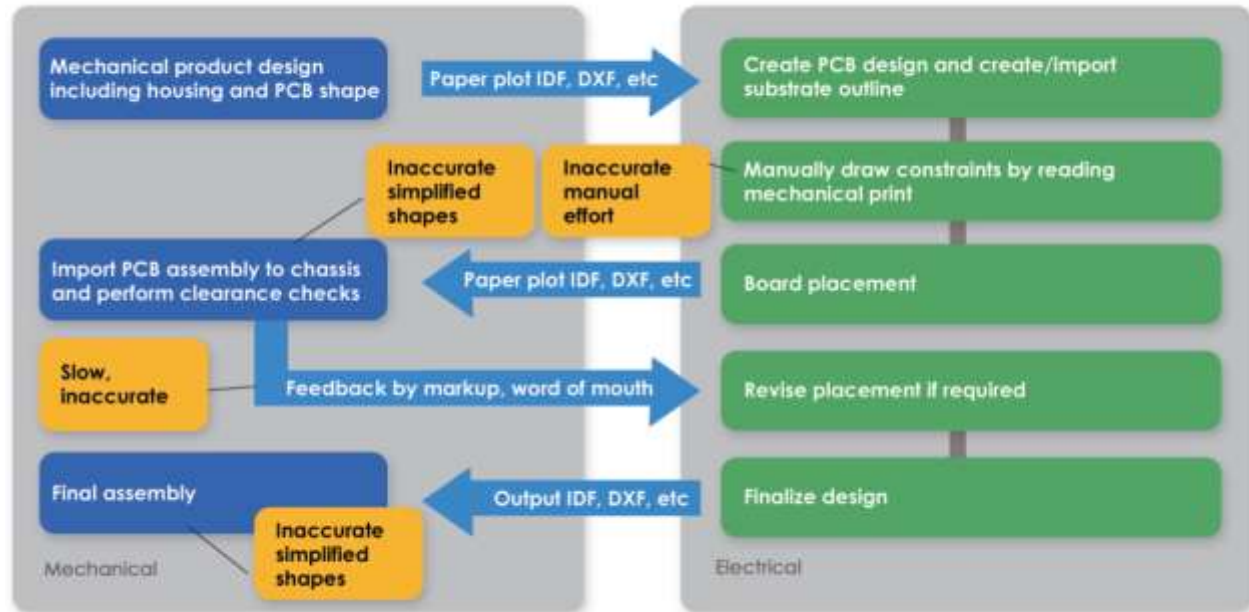 Mechanical product design
including housing and PCB shape
Paper plot IDF, DXF, etc
Create PCB design and create/import
substrate outline
Inaccurate
simplified
shapes
Inaccurate
manual
effort
Manually draw constraints by reading
mechanical print
Import PCB assembly to chassis
and perform clearance checks
Paper plot IDF, DXF, etc
Board placement
Slow,
inaccurate
Feedback by markup, word of mouth
Revise placement if required
Final assembly
Output IDF, DXF, etc
Finalize design
Inaccurate
simplified
shapes
Mechanical
Electrical